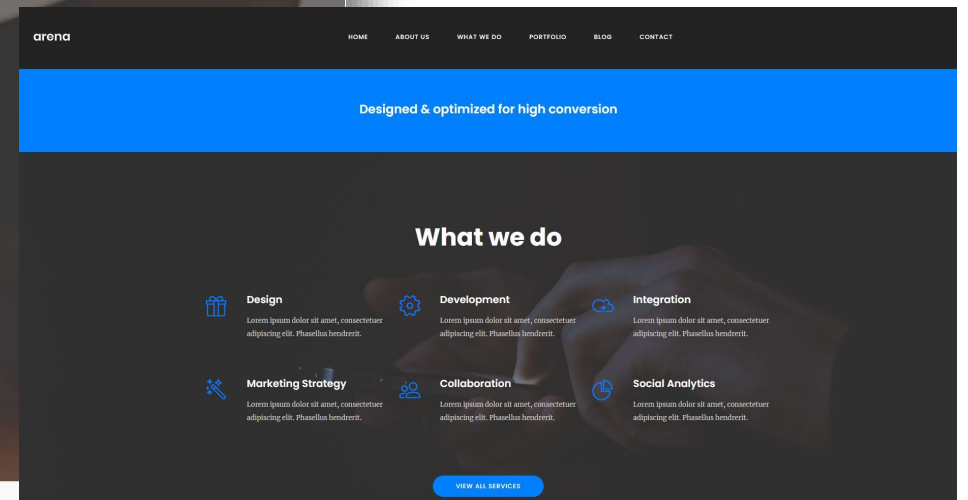 arena
HOME ABOUT US WHAT WE DO PORTFOLIO BLOG CONTACT
Designed & optimized for high conversion
What we do
Design
Lorem ipsum dolor sit amet, consectetuer
adipiscing elit. Phasellus hendrerit.
Development
Lorem ipsum dolor sit amet, consectetuer
adipiscing elit. Phasellus hendrerit.
Integration
Lorem ipsum dolor sit amet, consectetuer
adipiscing elit. Phasellus hendrerit.
Marketing Strategy
Lorem ipsum dolor sit amet, consectetuer
adipiscing elit. Phasellus hendrerit.
Collaboration
Lorem ipsum dolor sit amet, consectetuer
adipiscing elit. Phasellus hendrerit.
Social Analytics
Lorem ipsum dolor sit amet, consectetuer
adipiscing elit. Phasellus hendrerit.
VIEW ALL SERVICES